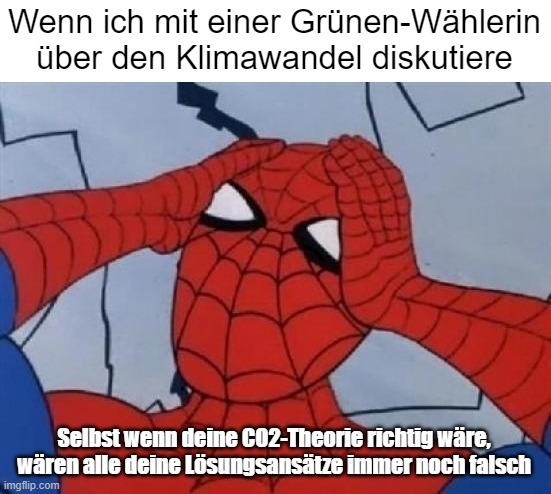 Wenn ich mit einer Grünen-Wählerin
über den Klimawandel diskutiere
Selbst wenn deine CO2-Theorie richtig wäre,
wären alle deine Lösungsansätze immer noch falsch
imgflip.com